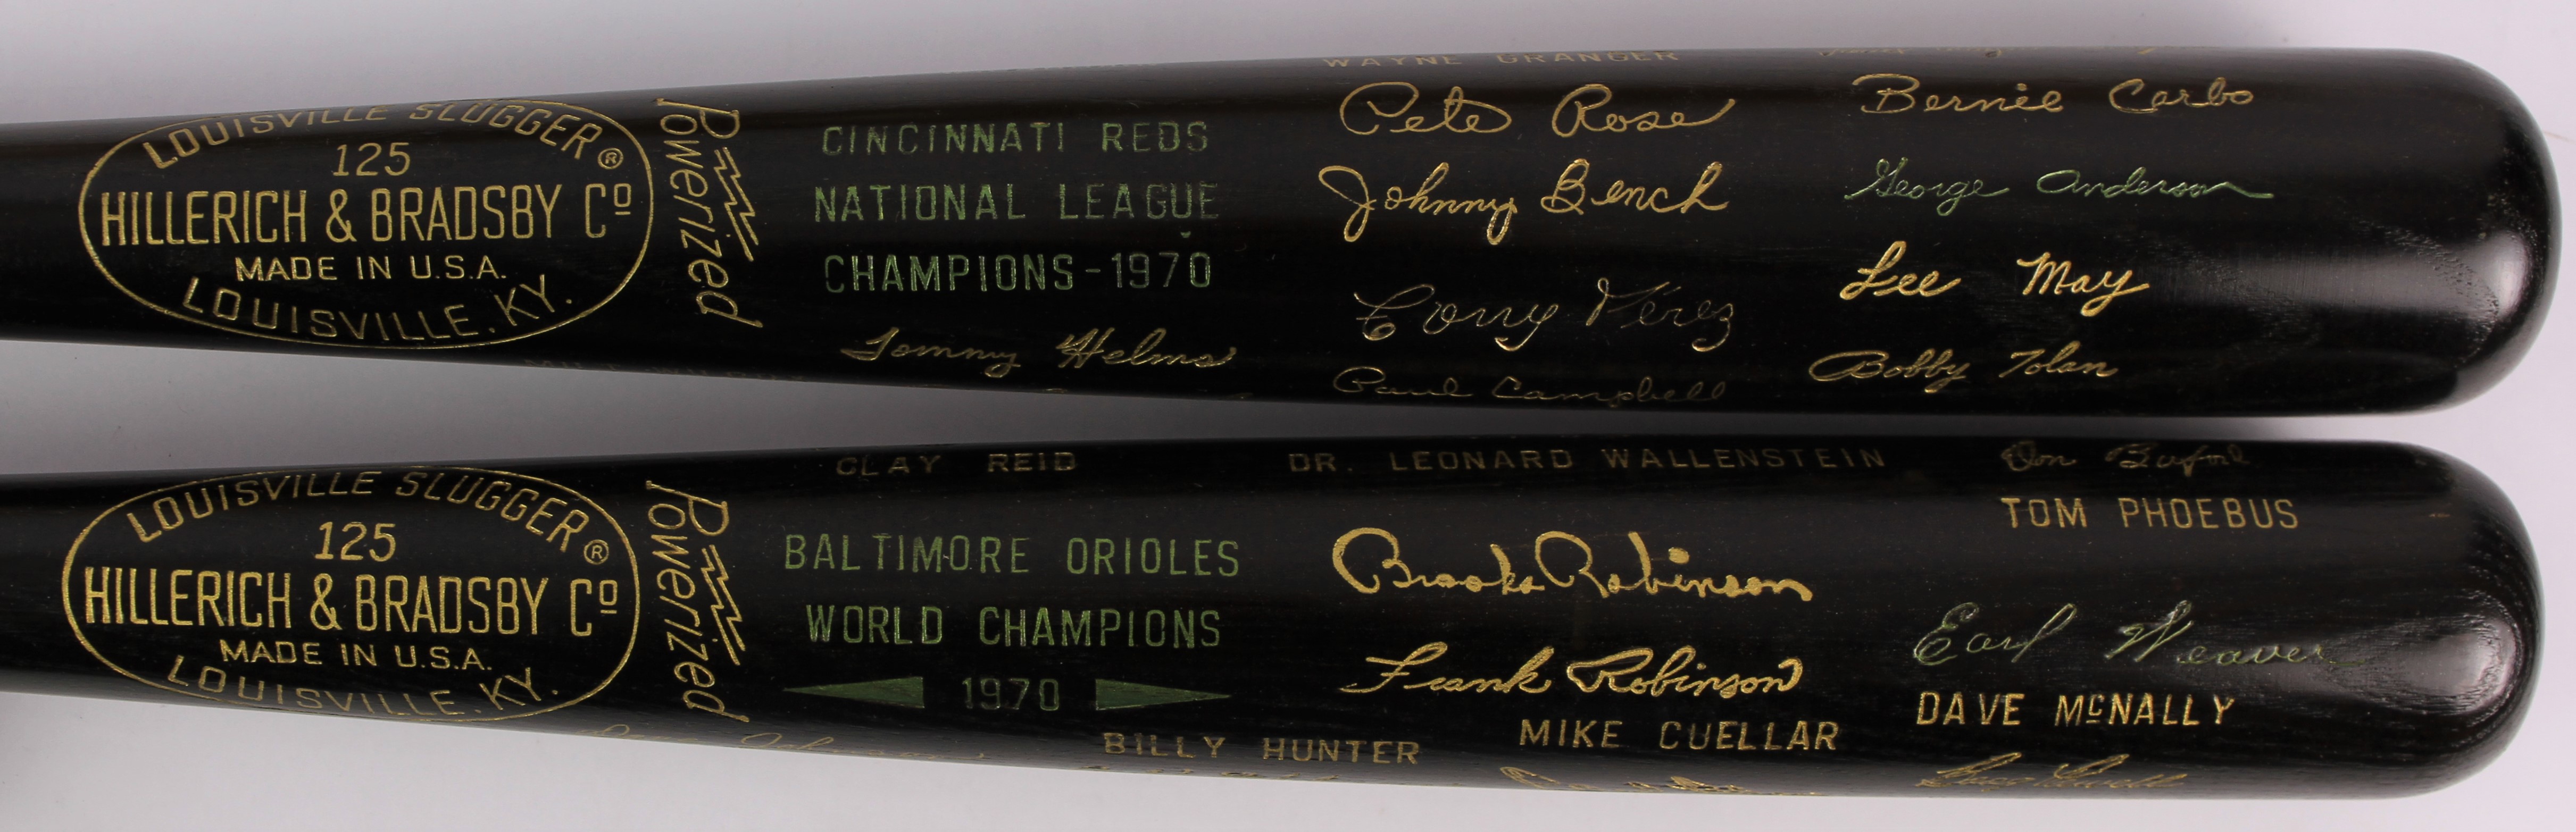 LOUISVILLE SLUGGER®
125
HILLERICH & BRADSBY Cº
MADE IN U.S.A.
LOUISVILLE, KY.
Powerized
CINCINNATI REDS
NATIONAL LEAGUE
CHAMPIONS-1970
Tommy Helms
WAYNE GRANGER
Pete Rose
Johnny Bench
Tony Pérez
Paul Campbell
Bernie Carbo
George Anderson
Lee May
Bobby Tolan
LOUISVILLE SLUGGER®
125
HILLERICH & BRADSBY Cº
MADE IN U.S.A.
LOUISVILLE, KY.
Powerized
CLAY REID
DR. LEONARD WALLENSTEIN
BALTIMORE ORIOLES
WORLD CHAMPIONS
1970
BILLY HUNTER
Brooks Robinson
Frank Robinson
MIKE CUELLAR
Don Buford
TOM PHOEBUS
Earl Weaver
DAVE McNALLY